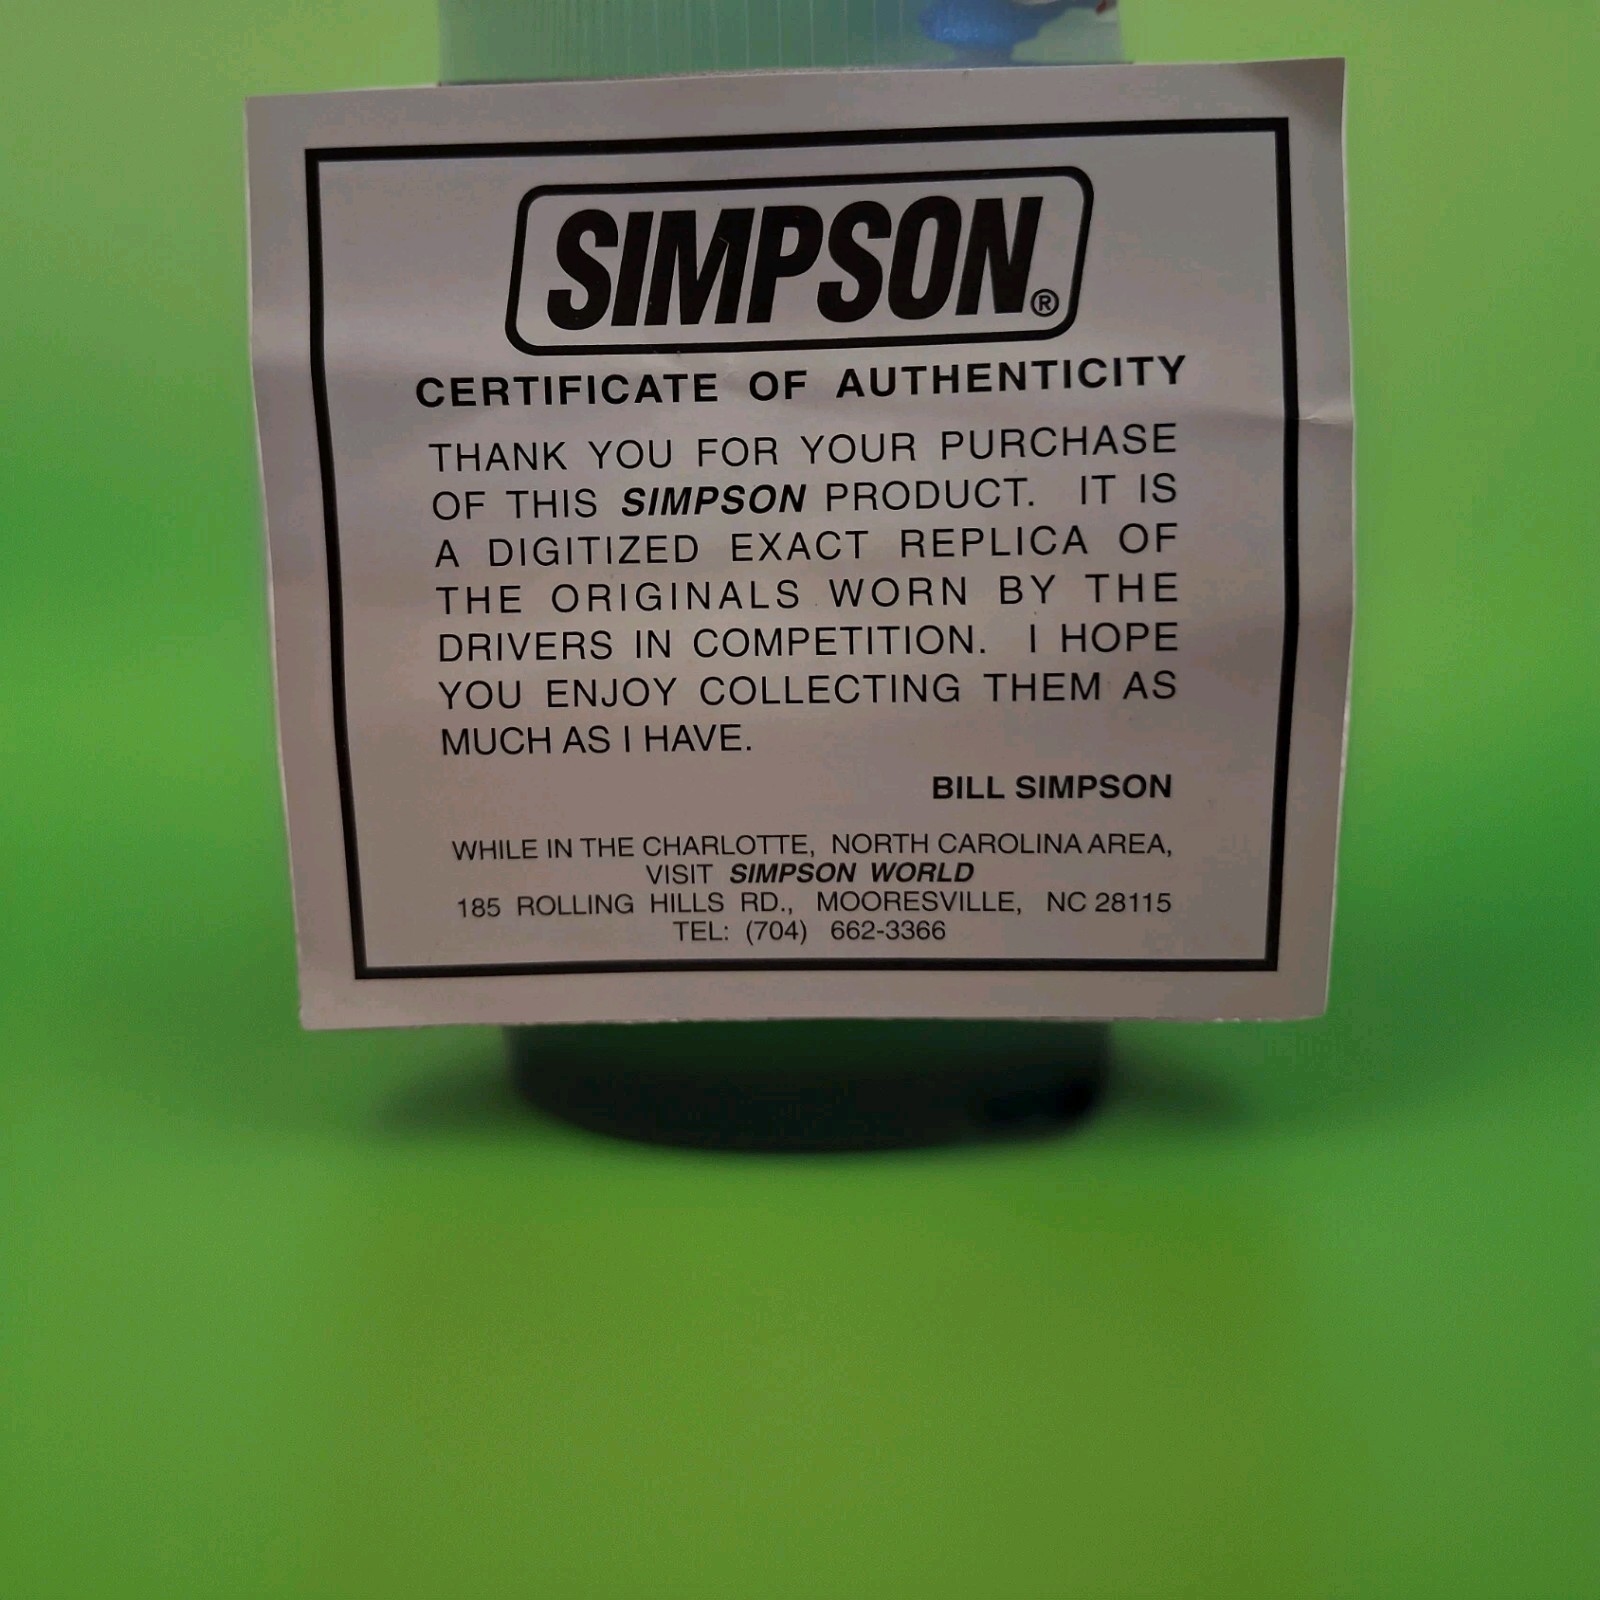 SIMPSON®
CERTIFICATE OF AUTHENTICITY
THANK YOU FOR YOUR PURCHASE
OF THIS SIMPSON PRODUCT. IT IS
A DIGITIZED EXACT REPLICA OF
THE ORIGINALS WORN BY THE
DRIVERS IN COMPETITION. I HOPE
YOU ENJOY COLLECTING THEM AS
MUCH AS I HAVE.
BILL SIMPSON
WHILE IN THE CHARLOTTE, NORTH CAROLINA AREA,
VISIT SIMPSON WORLD
185 ROLLING HILLS RD., MOORESVILLE, NC 28115
TEL: (704) 662-3366